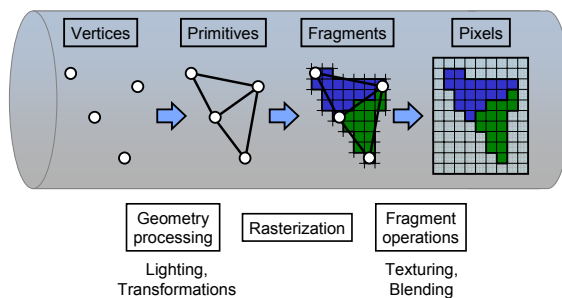 Vertices
Primitives
Fragments
Pixels
Geometry
processing
Rasterization
Fragment
operations
Lighting,
Transformations
Texturing,
Blending